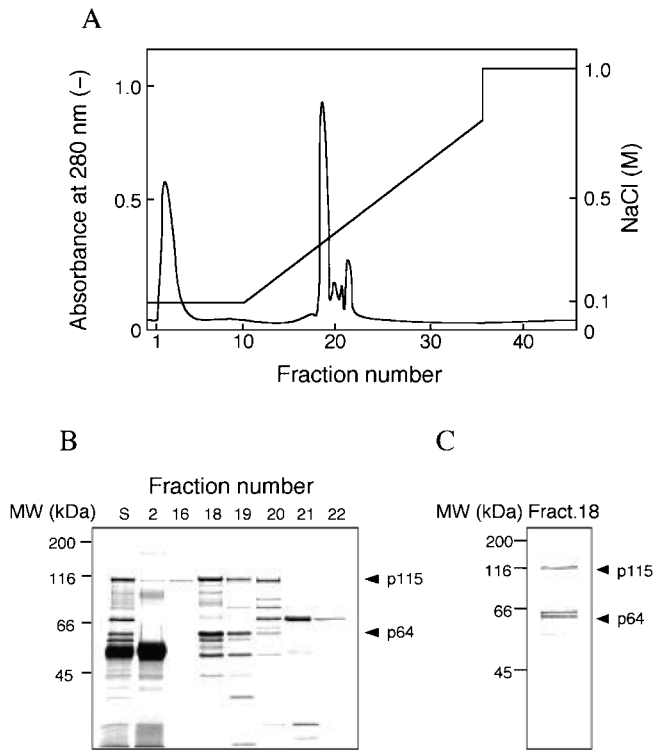 A
Absorbance at 280 nm (–)
1.0
0.5
0
1.0
0.5
0.1
0
NaCl (M)
1 10 20 30 40
Fraction number
B
Fraction number
MW (kDa) S 2 16 18 19 20 21 22
200
116
66
45
p115
p64
C
MW (kDa) Fract.18
200
116
66
45
p115
p64